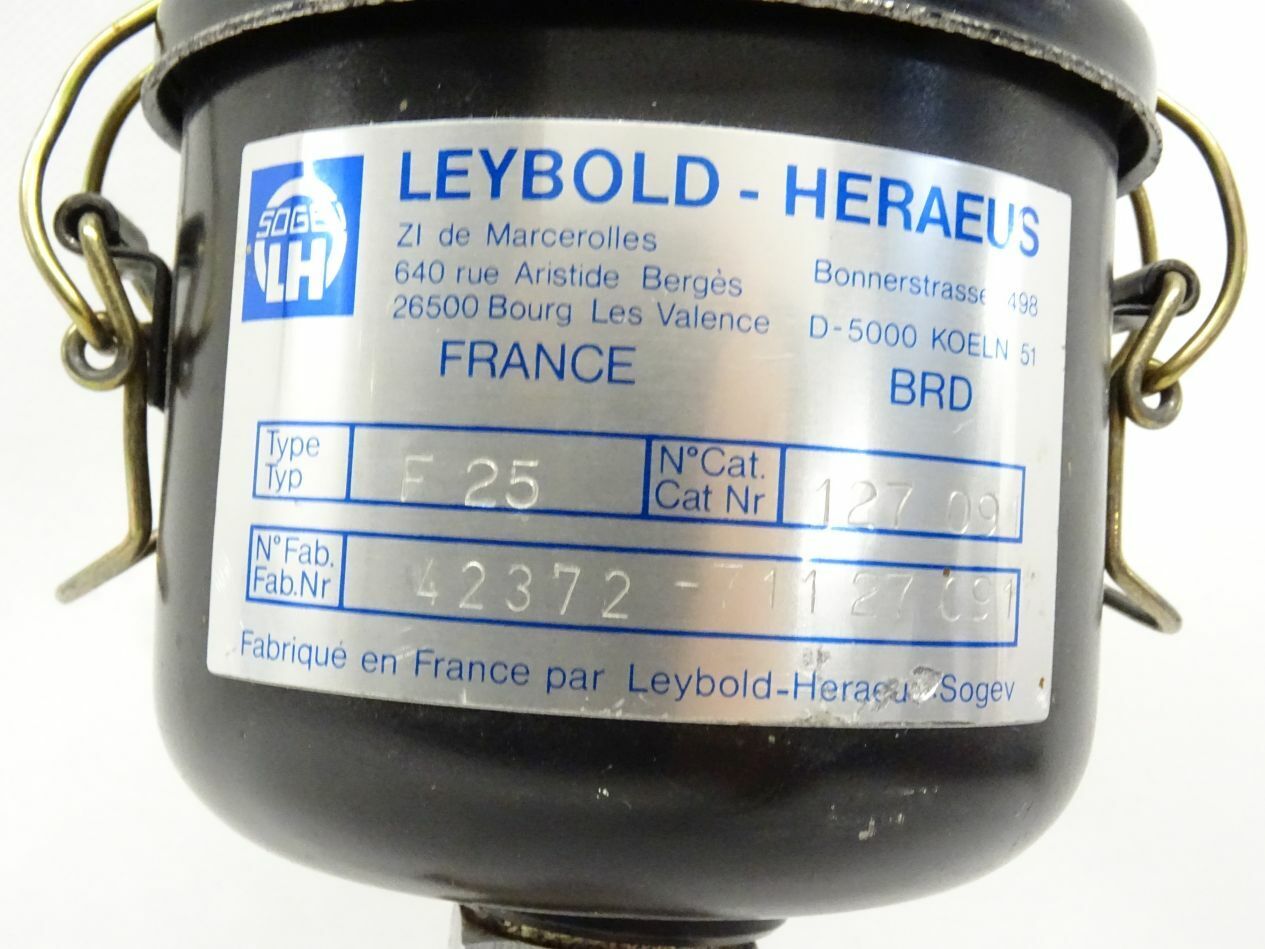 SOGEV
LH
LEYBOLD - HERAEUS
ZI de Marcerolles
640 rue Aristide Bergès
26500 Bourg Les Valence
FRANCE
Bonnerstrasse 498
D-5000 KOELN 51
BRD
Type
Typ
F 25
N°Cat.
Cat Nr
127 091
N°Fab.
Fab.Nr
42372 -71127091
Fabriqué en France par Leybold-Heraeus-Sogev